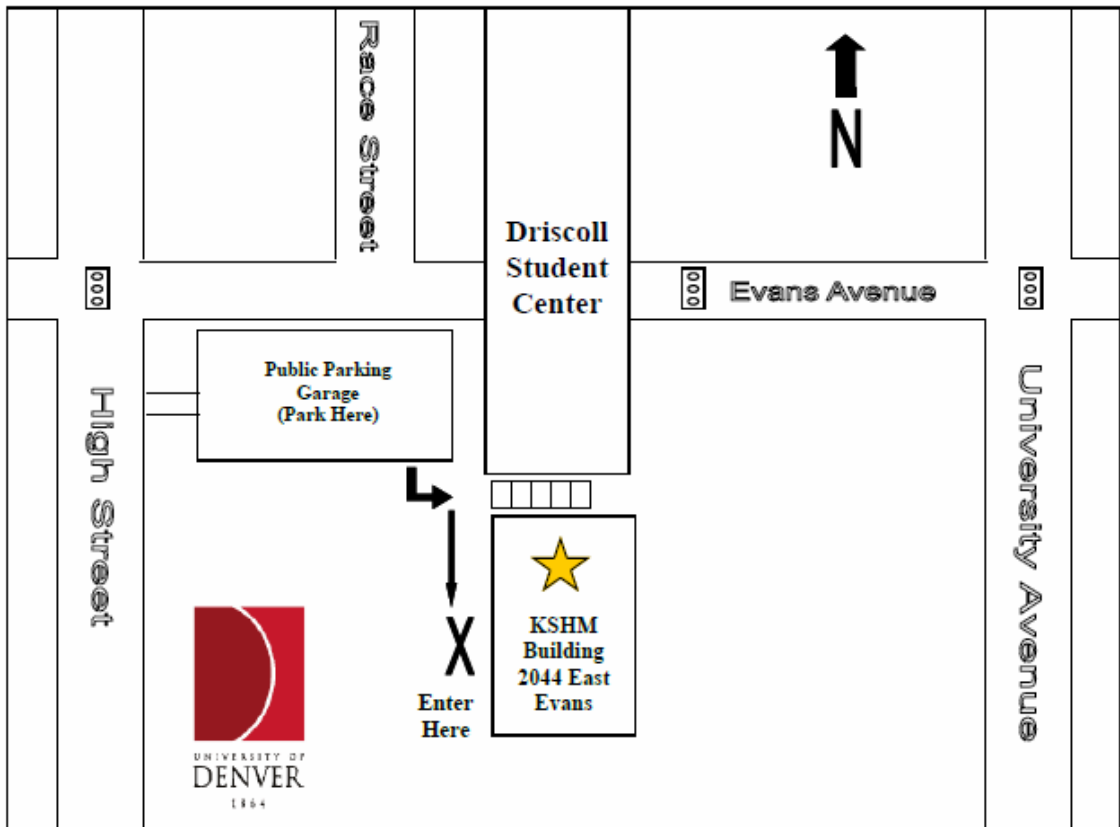 Race Street
N
Driscoll
Student
Center
Evans Avenue
Public Parking
Garage
(Park Here)
High Street
University Avenue
X
Enter
Here
KSHM
Building
2044 East
Evans
UNIVERSITY OF
DENVER
1864